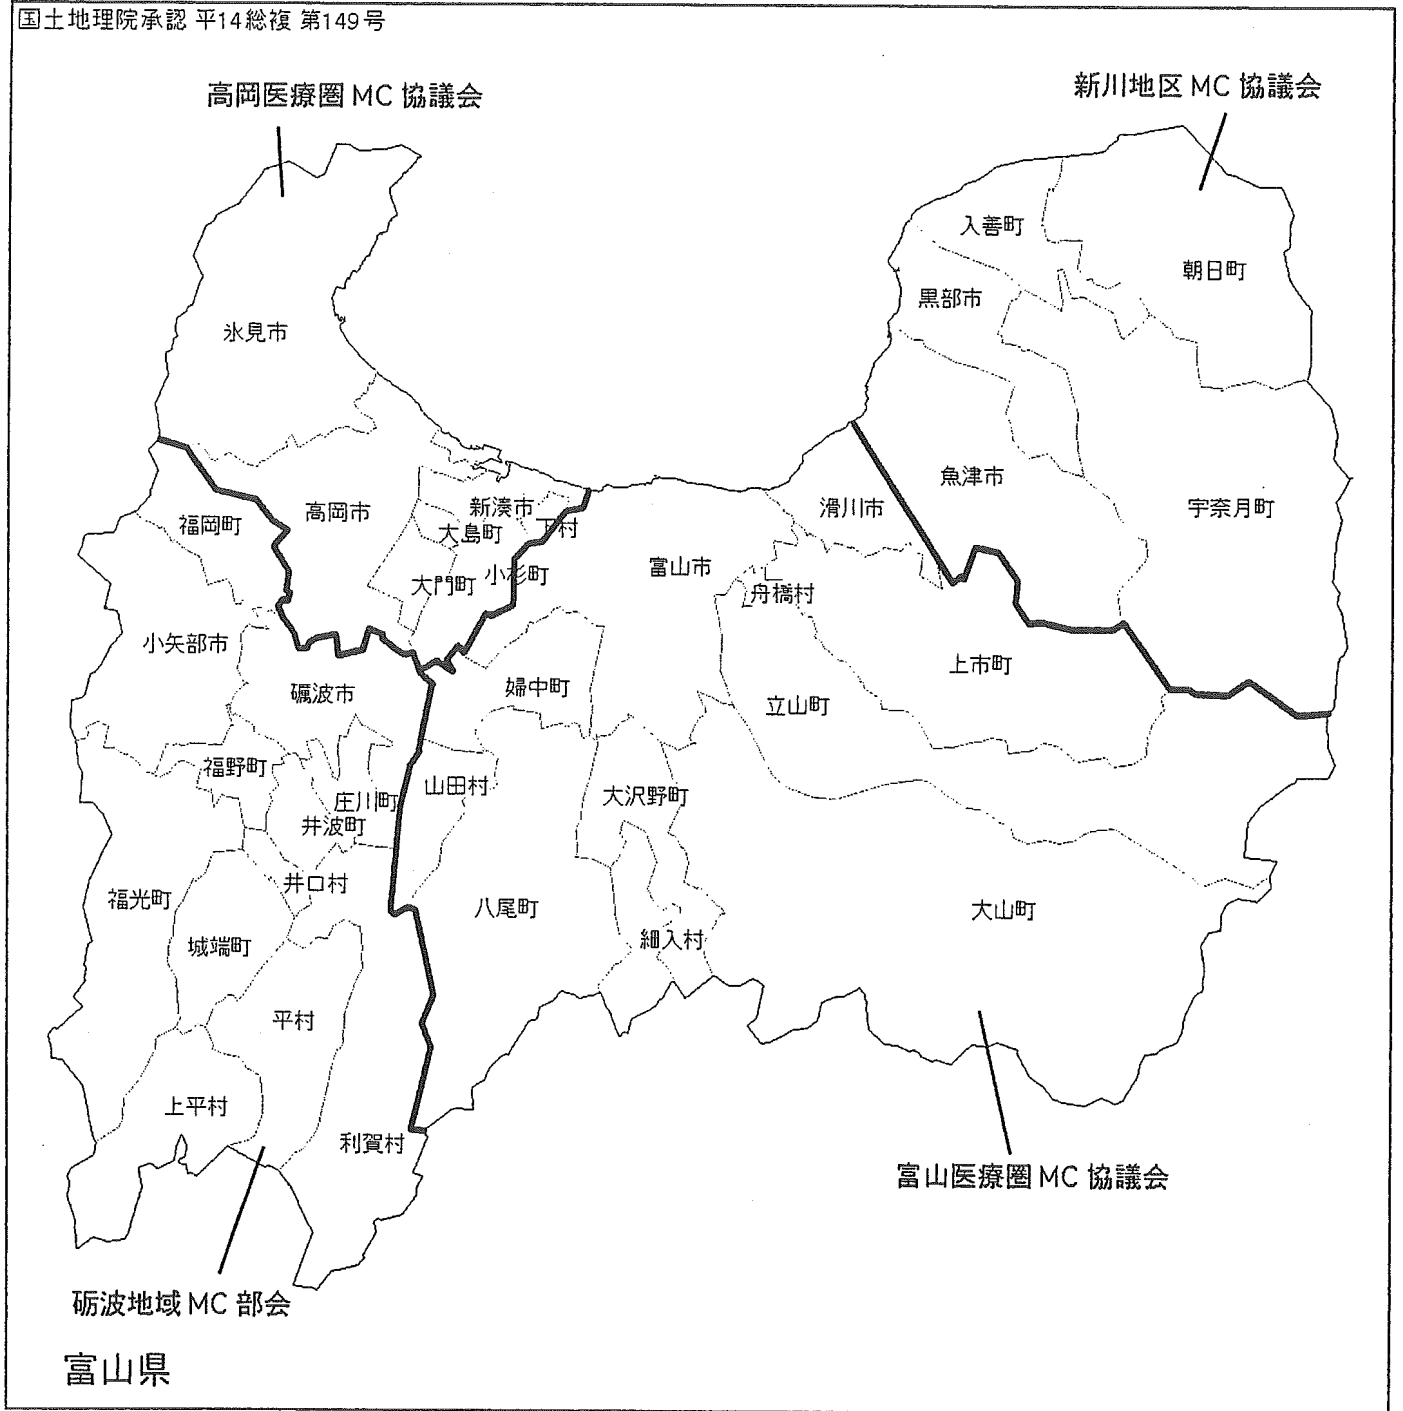 国土地理院承認 平14総複 第149号
高岡医療圏 MC 協議会
新川地区 MC 協議会
入善町
朝日町
黒部市
氷見市
魚津市
宇奈月町
滑川市
高岡市
新湊市
福岡町
大島町
下村
富山市
小杉町
大門町
舟橋村
小矢部市
上市町
婦中町
礪波市
立山町
福野町
山田村
大沢野町
庄川町
井波町
井口村
福光町
八尾町
大山町
城端町
細入村
平村
上平村
利賀村
富山医療圏 MC 協議会
砺波地域 MC 部会
富山県